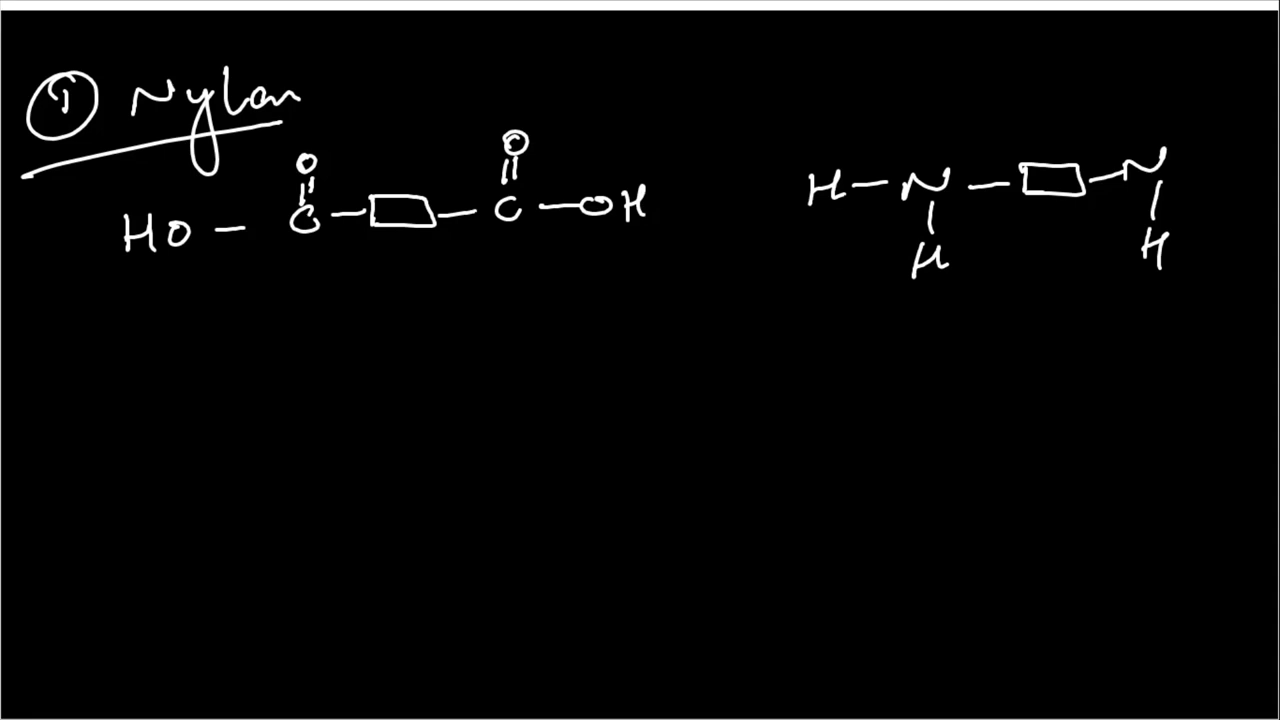 ① Nylon
O O
HO - C - □ - C - OH H - N - □ - N
|| ||
H H